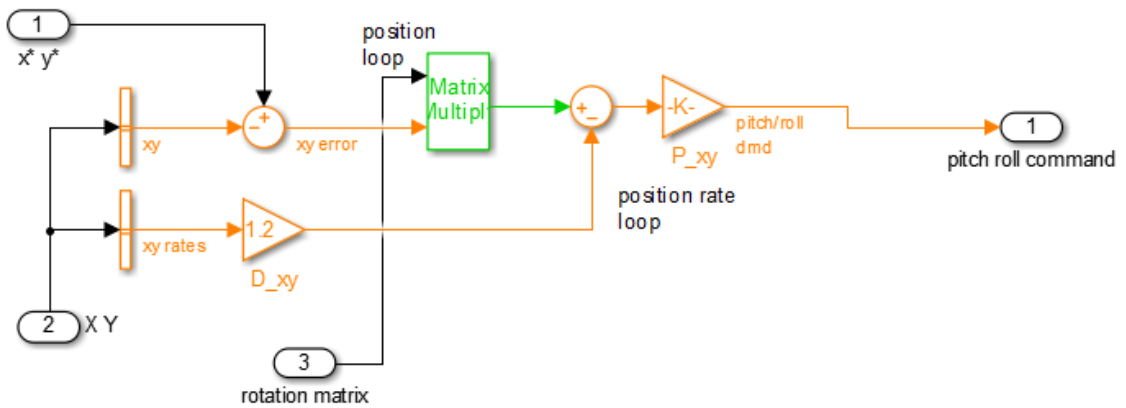 1
x* y*
position
loop
Matrix
Multiply
+
-
xy
xy error
+
-
-K-
P_xy
pitch/roll
dmd
1
pitch roll command
xy rates
1.2
D_xy
position rate
loop
2
X Y
3
rotation matrix